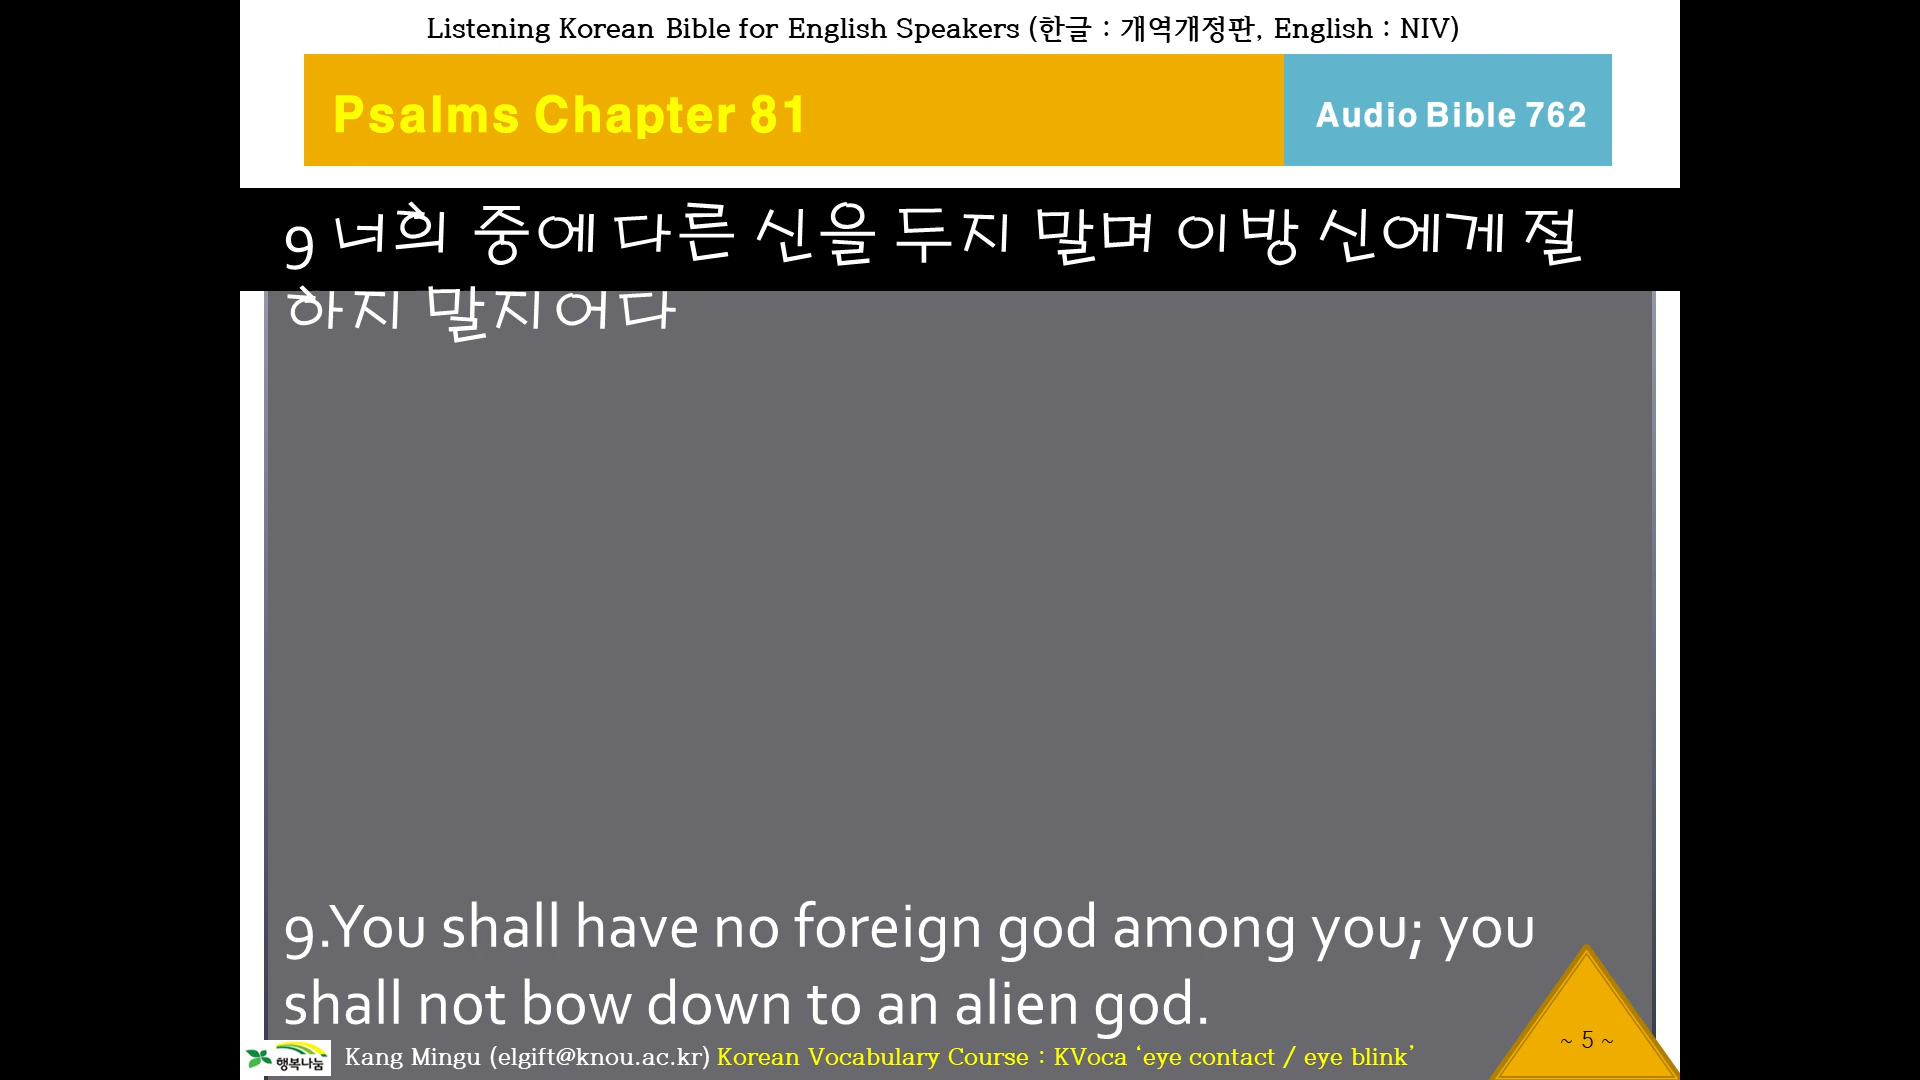 Listening Korean Bible for English Speakers (한글 : 개역개정판, English : NIV)
Psalms Chapter 81
Audio Bible 762
9 너희 중에 다른 신을 두지 말며 이방 신에게 절
하지 말지어다
9.You shall have no foreign god among you; you
shall not bow down to an alien god.
~ 5 ~
행복나눔
Kang Mingu (elgift@knou.ac.kr) Korean Vocabulary Course : KVoca ‘eye contact / eye blink’